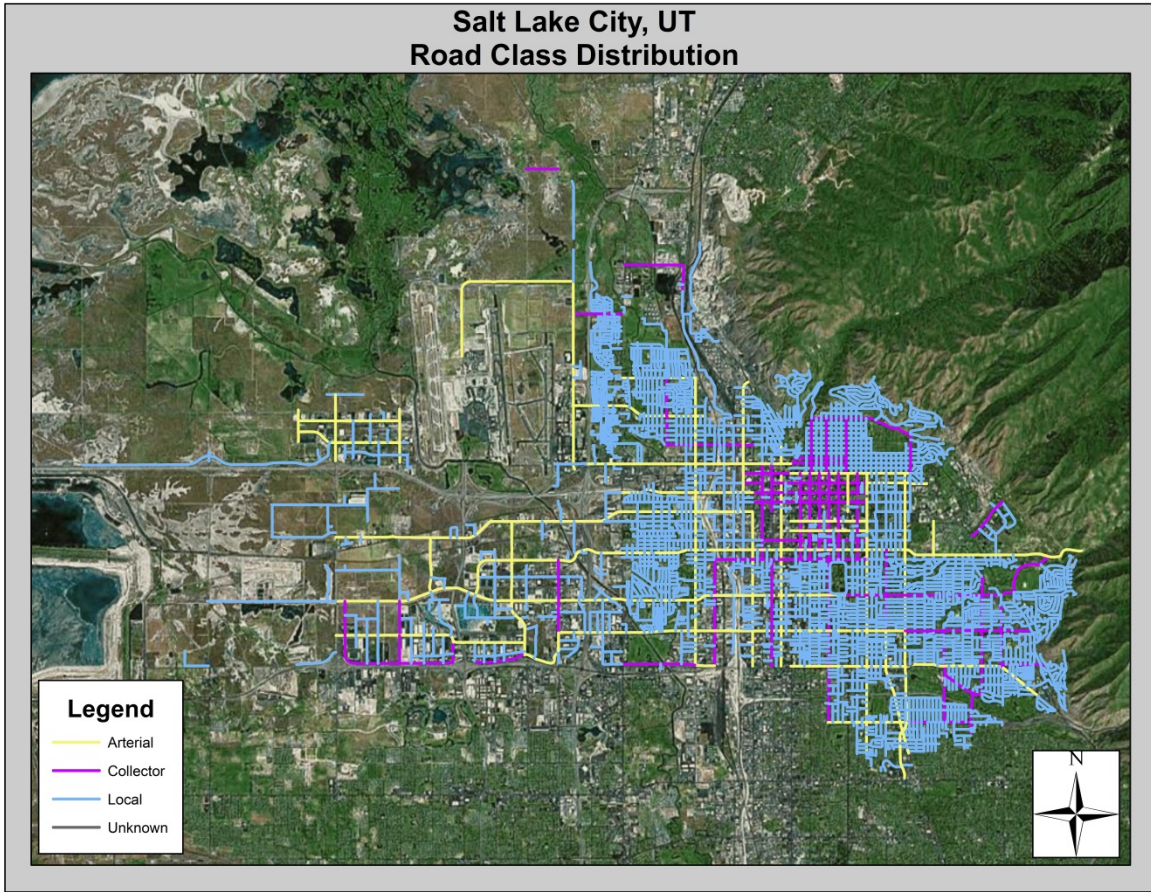 Salt Lake City, UT
Road Class Distribution
Legend
Arterial
Collector
Local
Unknown
N